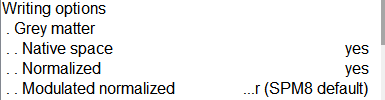 Writing options
. Grey matter
. . Native space yes
. . Normalized yes
. . Modulated normalized ...r (SPM8 default)